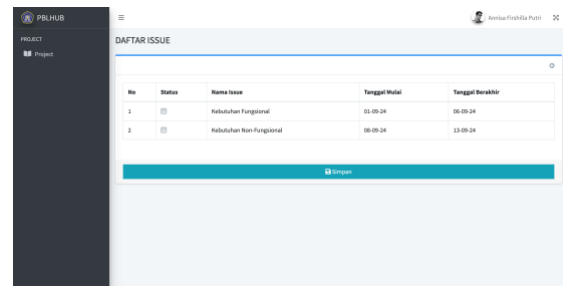 PBLHUB
Annisa Firshilla Putri
PROJECT
Project
DAFTAR ISSUE
No Status Nama Issue Tanggal Mulai Tanggal Berakhir
1 Kebutuhan Fungsional 01-09-24 06-09-24
2 Kebutuhan Non-Fungsional 08-09-24 13-09-24
Simpan